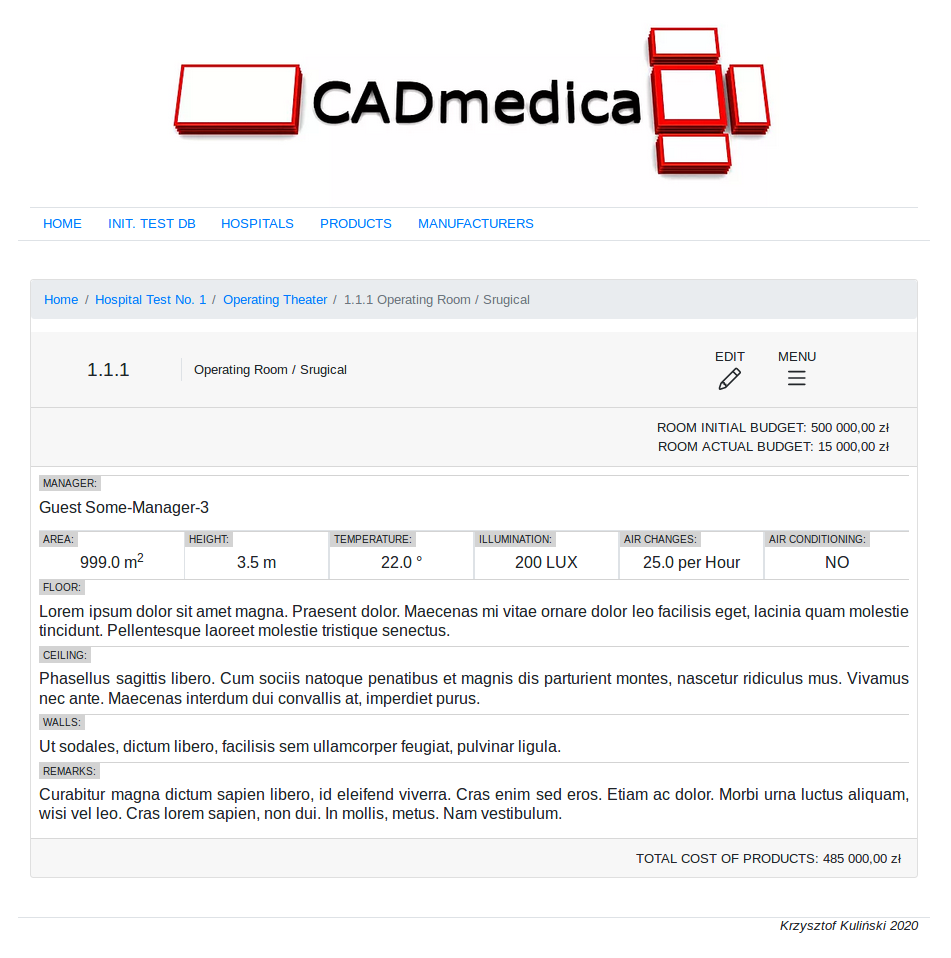 CADmedica
HOME INIT. TEST DB HOSPITALS PRODUCTS MANUFACTURERS
Home / Hospital Test No. 1 / Operating Theater / 1.1.1 Operating Room / Srugical
1.1.1 Operating Room / Srugical EDIT MENU
ROOM INITIAL BUDGET: 500 000,00 zł
ROOM ACTUAL BUDGET: 15 000,00 zł
MANAGER:
Guest Some-Manager-3
AREA: HEIGHT: TEMPERATURE: ILLUMINATION: AIR CHANGES: AIR CONDITIONING:
999.0 m² 3.5 m 22.0 ° 200 LUX 25.0 per Hour NO
FLOOR:
Lorem ipsum dolor sit amet magna. Praesent dolor. Maecenas mi vitae ornare dolor leo facilisis eget, lacinia quam molestie
tincidunt. Pellentesque laoreet molestie tristique senectus.
CEILING:
Phasellus sagittis libero. Cum sociis natoque penatibus et magnis dis parturient montes, nascetur ridiculus mus. Vivamus
nec ante. Maecenas interdum dui convallis at, imperdiet purus.
WALLS:
Ut sodales, dictum libero, facilisis sem ullamcorper feugiat, pulvinar ligula.
REMARKS:
Curabitur magna dictum sapien libero, id eleifend viverra. Cras enim sed eros. Etiam ac dolor. Morbi urna luctus aliquam,
wisi vel leo. Cras lorem sapien, non dui. In mollis, metus. Nam vestibulum.
TOTAL COST OF PRODUCTS: 485 000,00 zł
Krzysztof Kuliński 2020